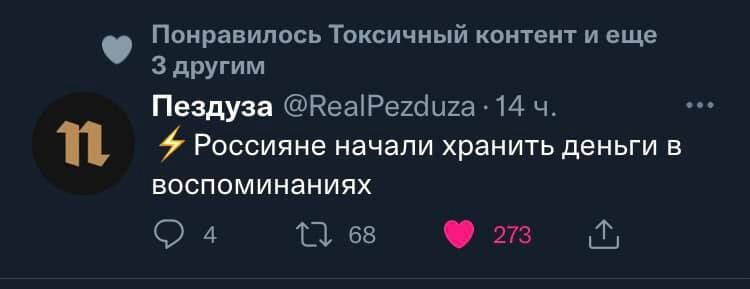 Понравилось Токсичный контент и еще
3 другим
Пездуза @RealPezduza · 14 ч.
⚡Россияне начали хранить деньги в
воспоминаниях
4 68 273